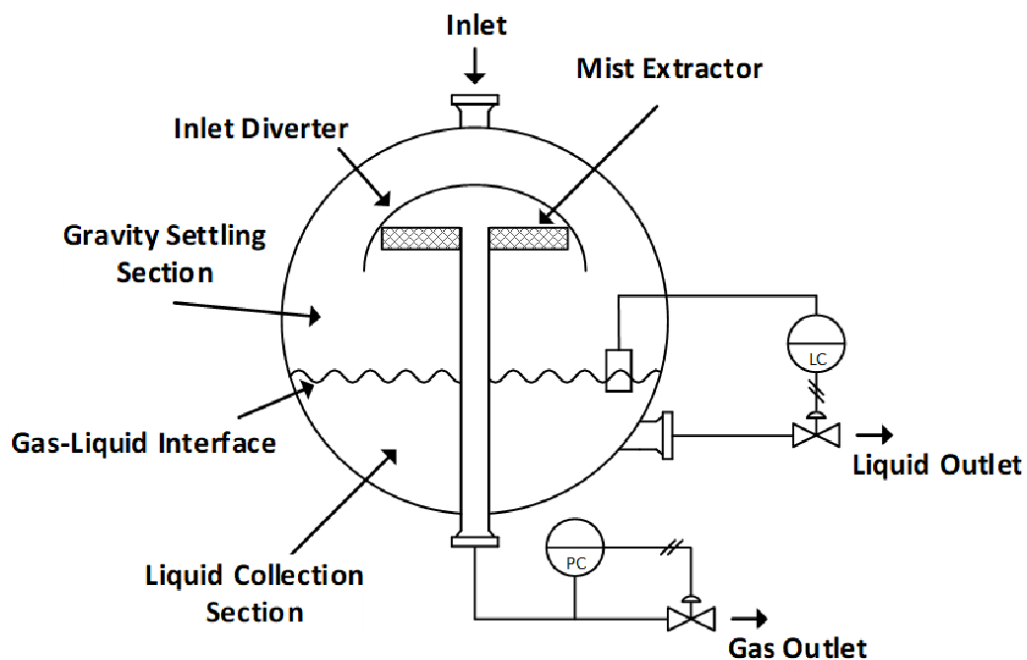 Inlet
Mist Extractor
Inlet Diverter
Gravity Settling
Section
LC
Gas-Liquid Interface
Liquid Outlet
Liquid Collection
Section
PC
Gas Outlet